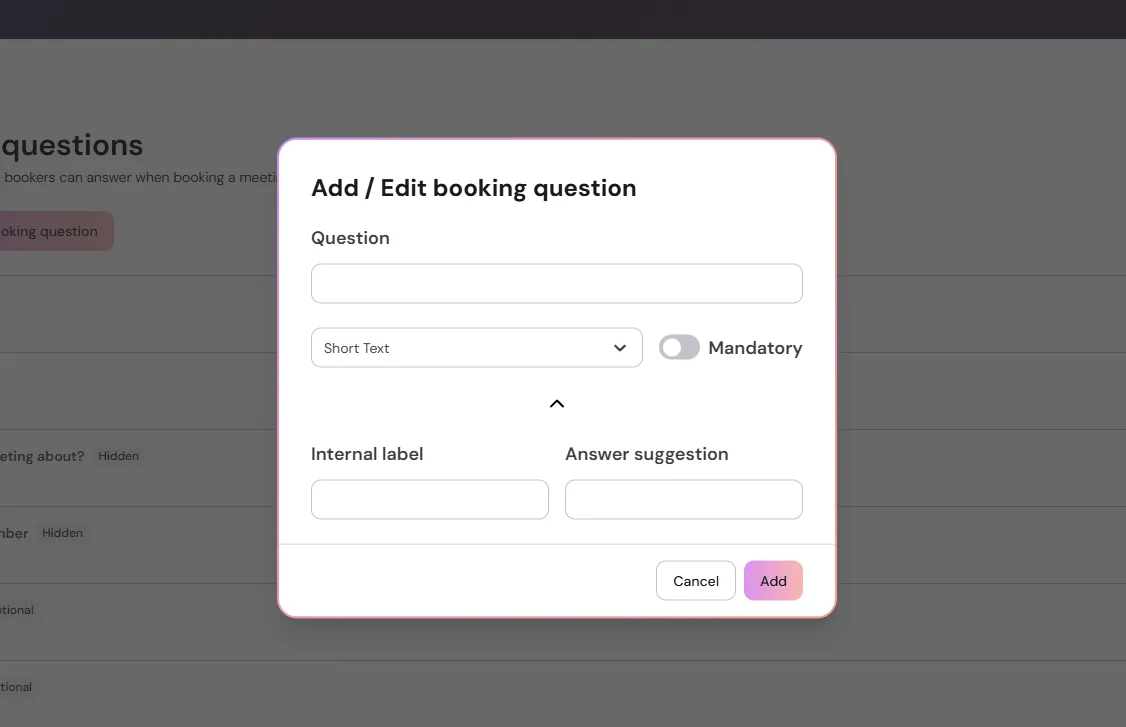 questions
bookers can answer when booking a meeti
oking question
Add / Edit booking question
Question
Short Text
Mandatory
Internal label
Answer suggestion
Cancel
Add
eting about? Hidden
nber Hidden
otional
tional